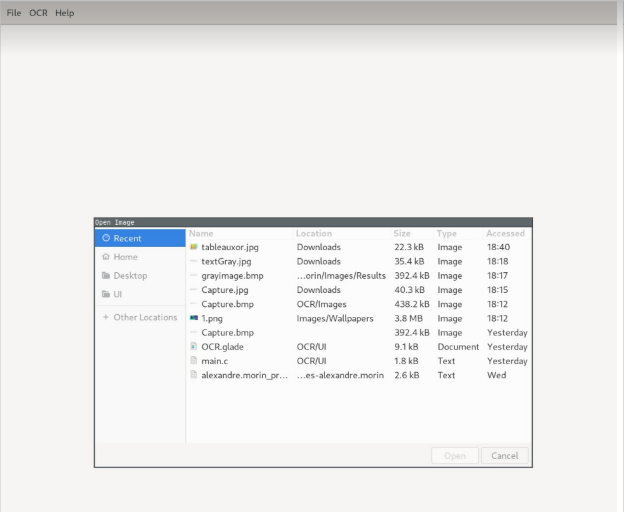 File OCR Help
Open Image
Recent
Home
Desktop
UI
Other Locations
Name Location Size Type Accessed
tableauxor.jpg Downloads 22.3 kB Image 18:40
textGray.jpg Downloads 35.4 kB Image 18:18
grayimage.bmp ...orin/Images/Results 392.4 kB Image 18:17
Capture.jpg Downloads 40.3 kB Image 18:15
Capture.bmp OCR/Images 438.2 kB Image 18:12
1.png Images/Wallpapers 3.8 MB Image 18:12
Capture.bmp 392.4 kB Image Yesterday
OCR.glade OCR/UI 9.1 kB Document Yesterday
main.c OCR/UI 1.8 kB Text Yesterday
alexandre.morin_pr... ...es-alexandre.morin 2.6 kB Text Wed
Open Cancel